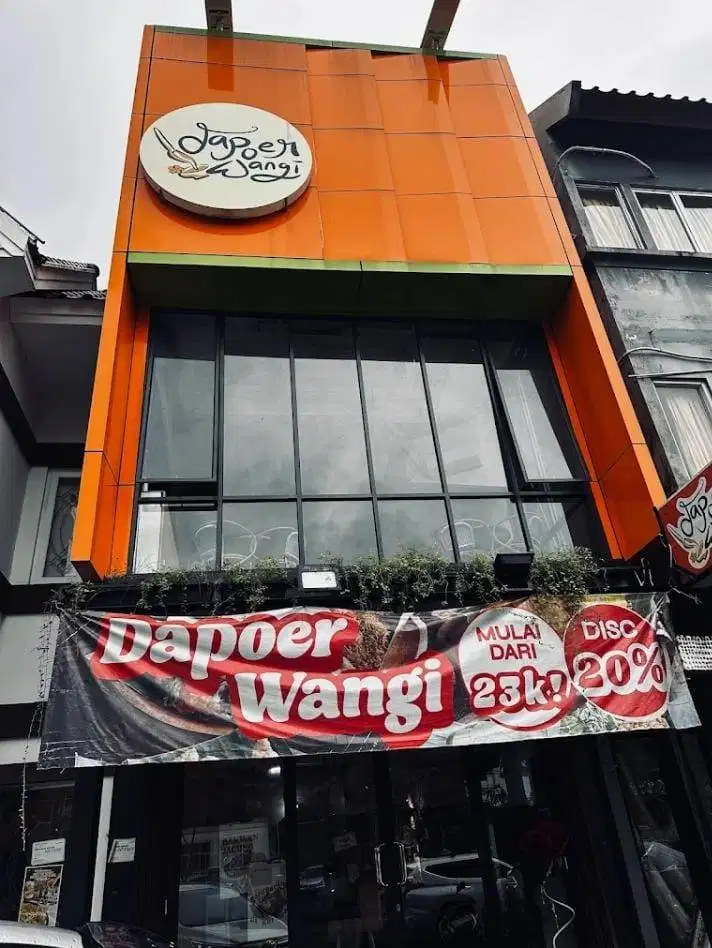 Dapoer
Wangi
Dapoer
Wangi
MULAI
DARI
23k!
DISC
20%